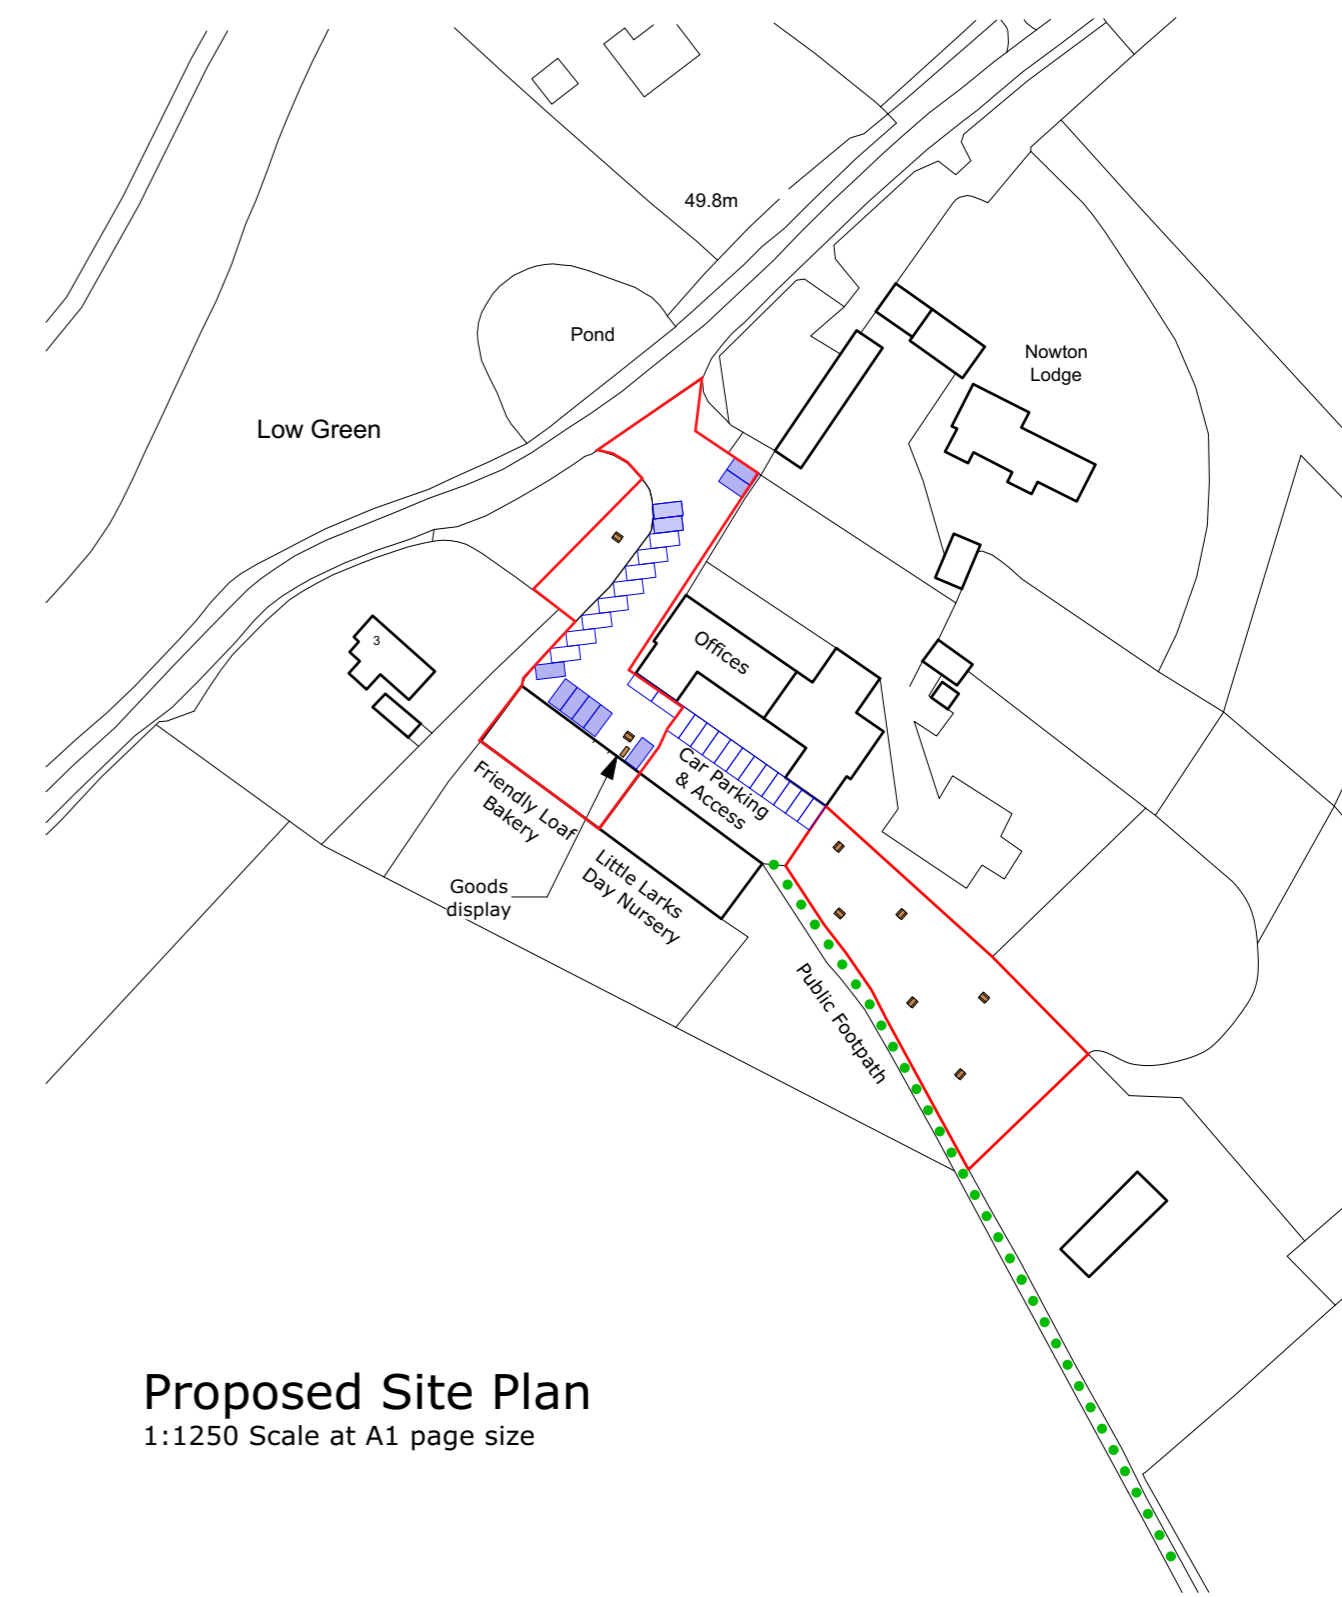 49.8m
Pond
Nowton
Lodge
Low Green
3
Offices
Car Parking
& Access
Friendly Loaf
Bakery
Little Larks
Day Nursery
Goods
display
Public Footpath
Proposed Site Plan
1:1250 Scale at A1 page size